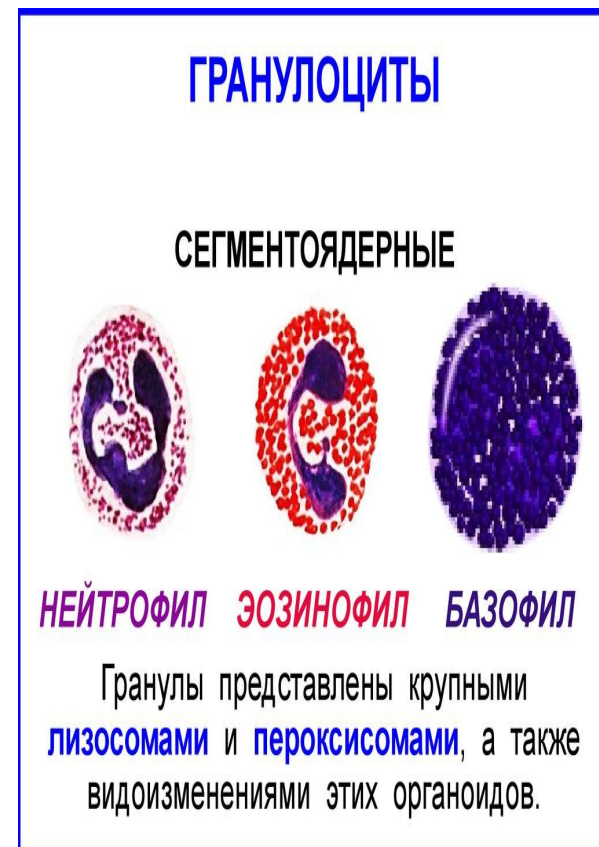 ГРАНУЛОЦИТЫ
СЕГМЕНТОЯДЕРНЫЕ
НЕЙТРОФИЛ ЭОЗИНОФИЛ БАЗОФИЛ
Гранулы представлены крупными
лизосомами и пероксисомами, а также
видоизменениями этих органоидов.